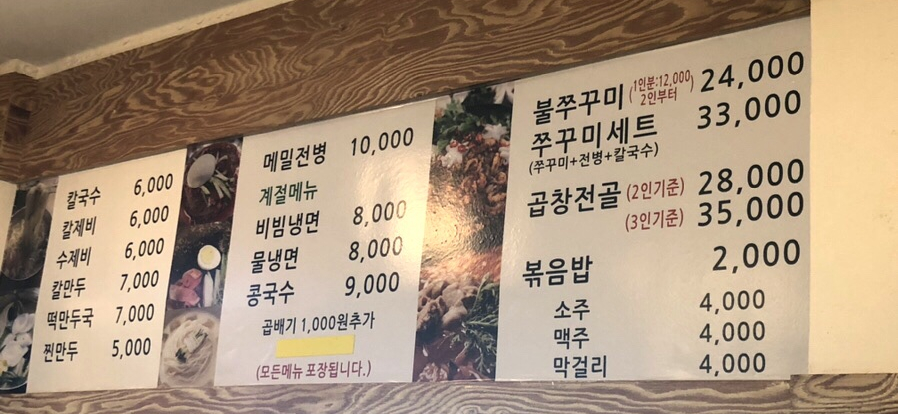 칼국수 6,000
칼제비 6,000
수제비 6,000
칼만두 7,000
떡만두국 7,000
찐만두 5,000
메밀전병 10,000
계절메뉴
비빔냉면 8,000
물냉면 8,000
콩국수 9,000
곱배기 1,000원추가
(모든메뉴 포장됩니다.)
불쭈꾸미 (1인분:12,000 2인부터) 24,000
쭈꾸미세트 33,000
(쭈꾸미+전병+칼국수)
곱창전골 (2인기준) 28,000
(3인기준) 35,000
볶음밥 2,000
소주 4,000
맥주 4,000
막걸리 4,000